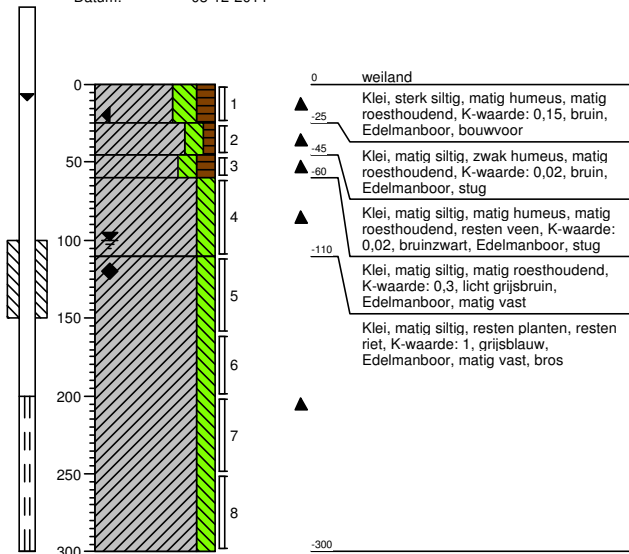 0
50
100
150
200
250
300
1
2
3
4
5
6
7
8
0 weiland
Klei, sterk siltig, matig humeus, matig
roesthoudend, K-waarde: 0,15, bruin,
Edelmanboor, bouwvoor
-25
Klei, matig siltig, zwak humeus, matig
roesthoudend, K-waarde: 0,02, bruin,
Edelmanboor, stug
-45
Klei, matig siltig, matig humeus, matig
roesthoudend, resten veen, K-waarde:
0,02, bruinzwart, Edelmanboor, stug
-60
Klei, matig siltig, matig roesthoudend,
K-waarde: 0,3, licht grijsbruin,
Edelmanboor, matig vast
-110
Klei, matig siltig, resten planten, resten
riet, K-waarde: 1, grijsblauw,
Edelmanboor, matig vast, bros
-300